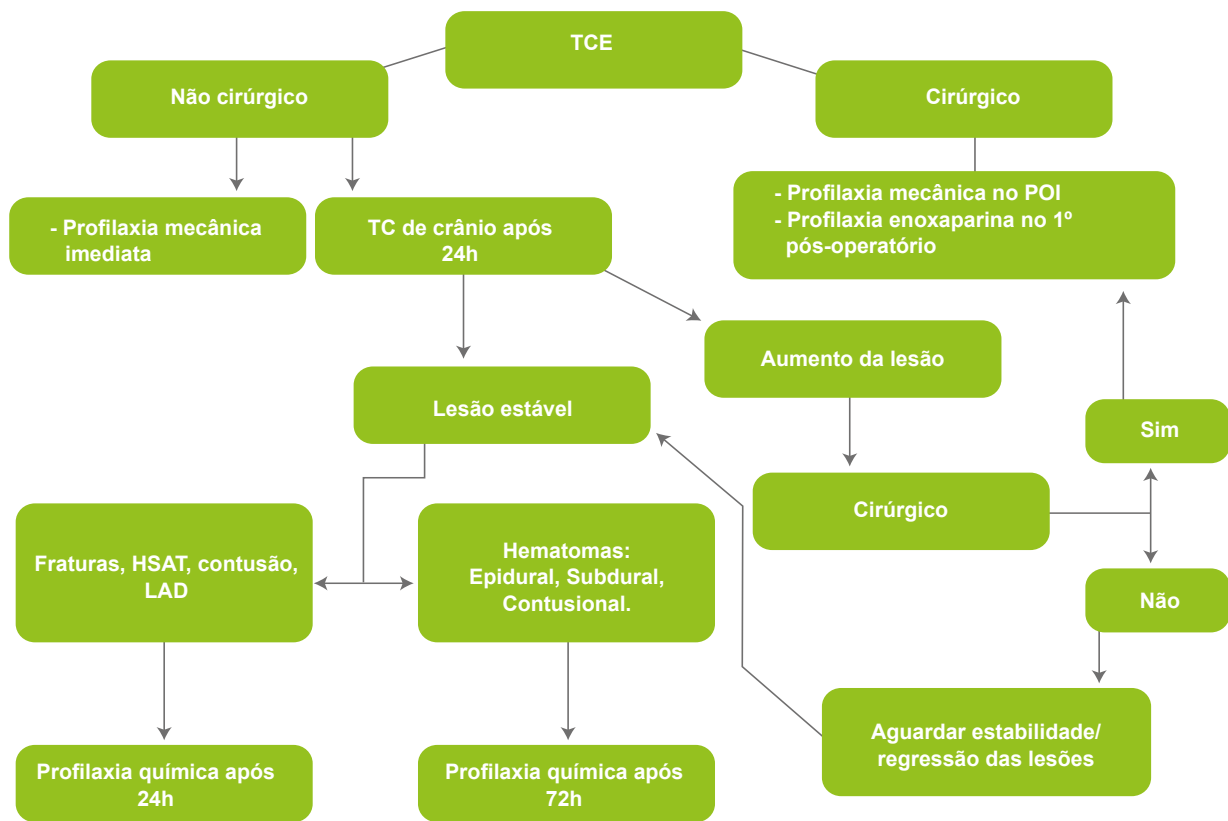 TCE
Não cirúrgico
Cirúrgico
- Profilaxia mecânica
imediata
TC de crânio após
24h
- Profilaxia mecânica no POI
- Profilaxia enoxaparina no 1º
pós-operatório
Aumento da lesão
Lesão estável
Sim
Cirúrgico
Fraturas, HSAT, contusão,
LAD
Hematomas:
Epidural, Subdural,
Contusional.
Não
Aguardar estabilidade/
regressão das lesões
Profilaxia química após
24h
Profilaxia química após
72h